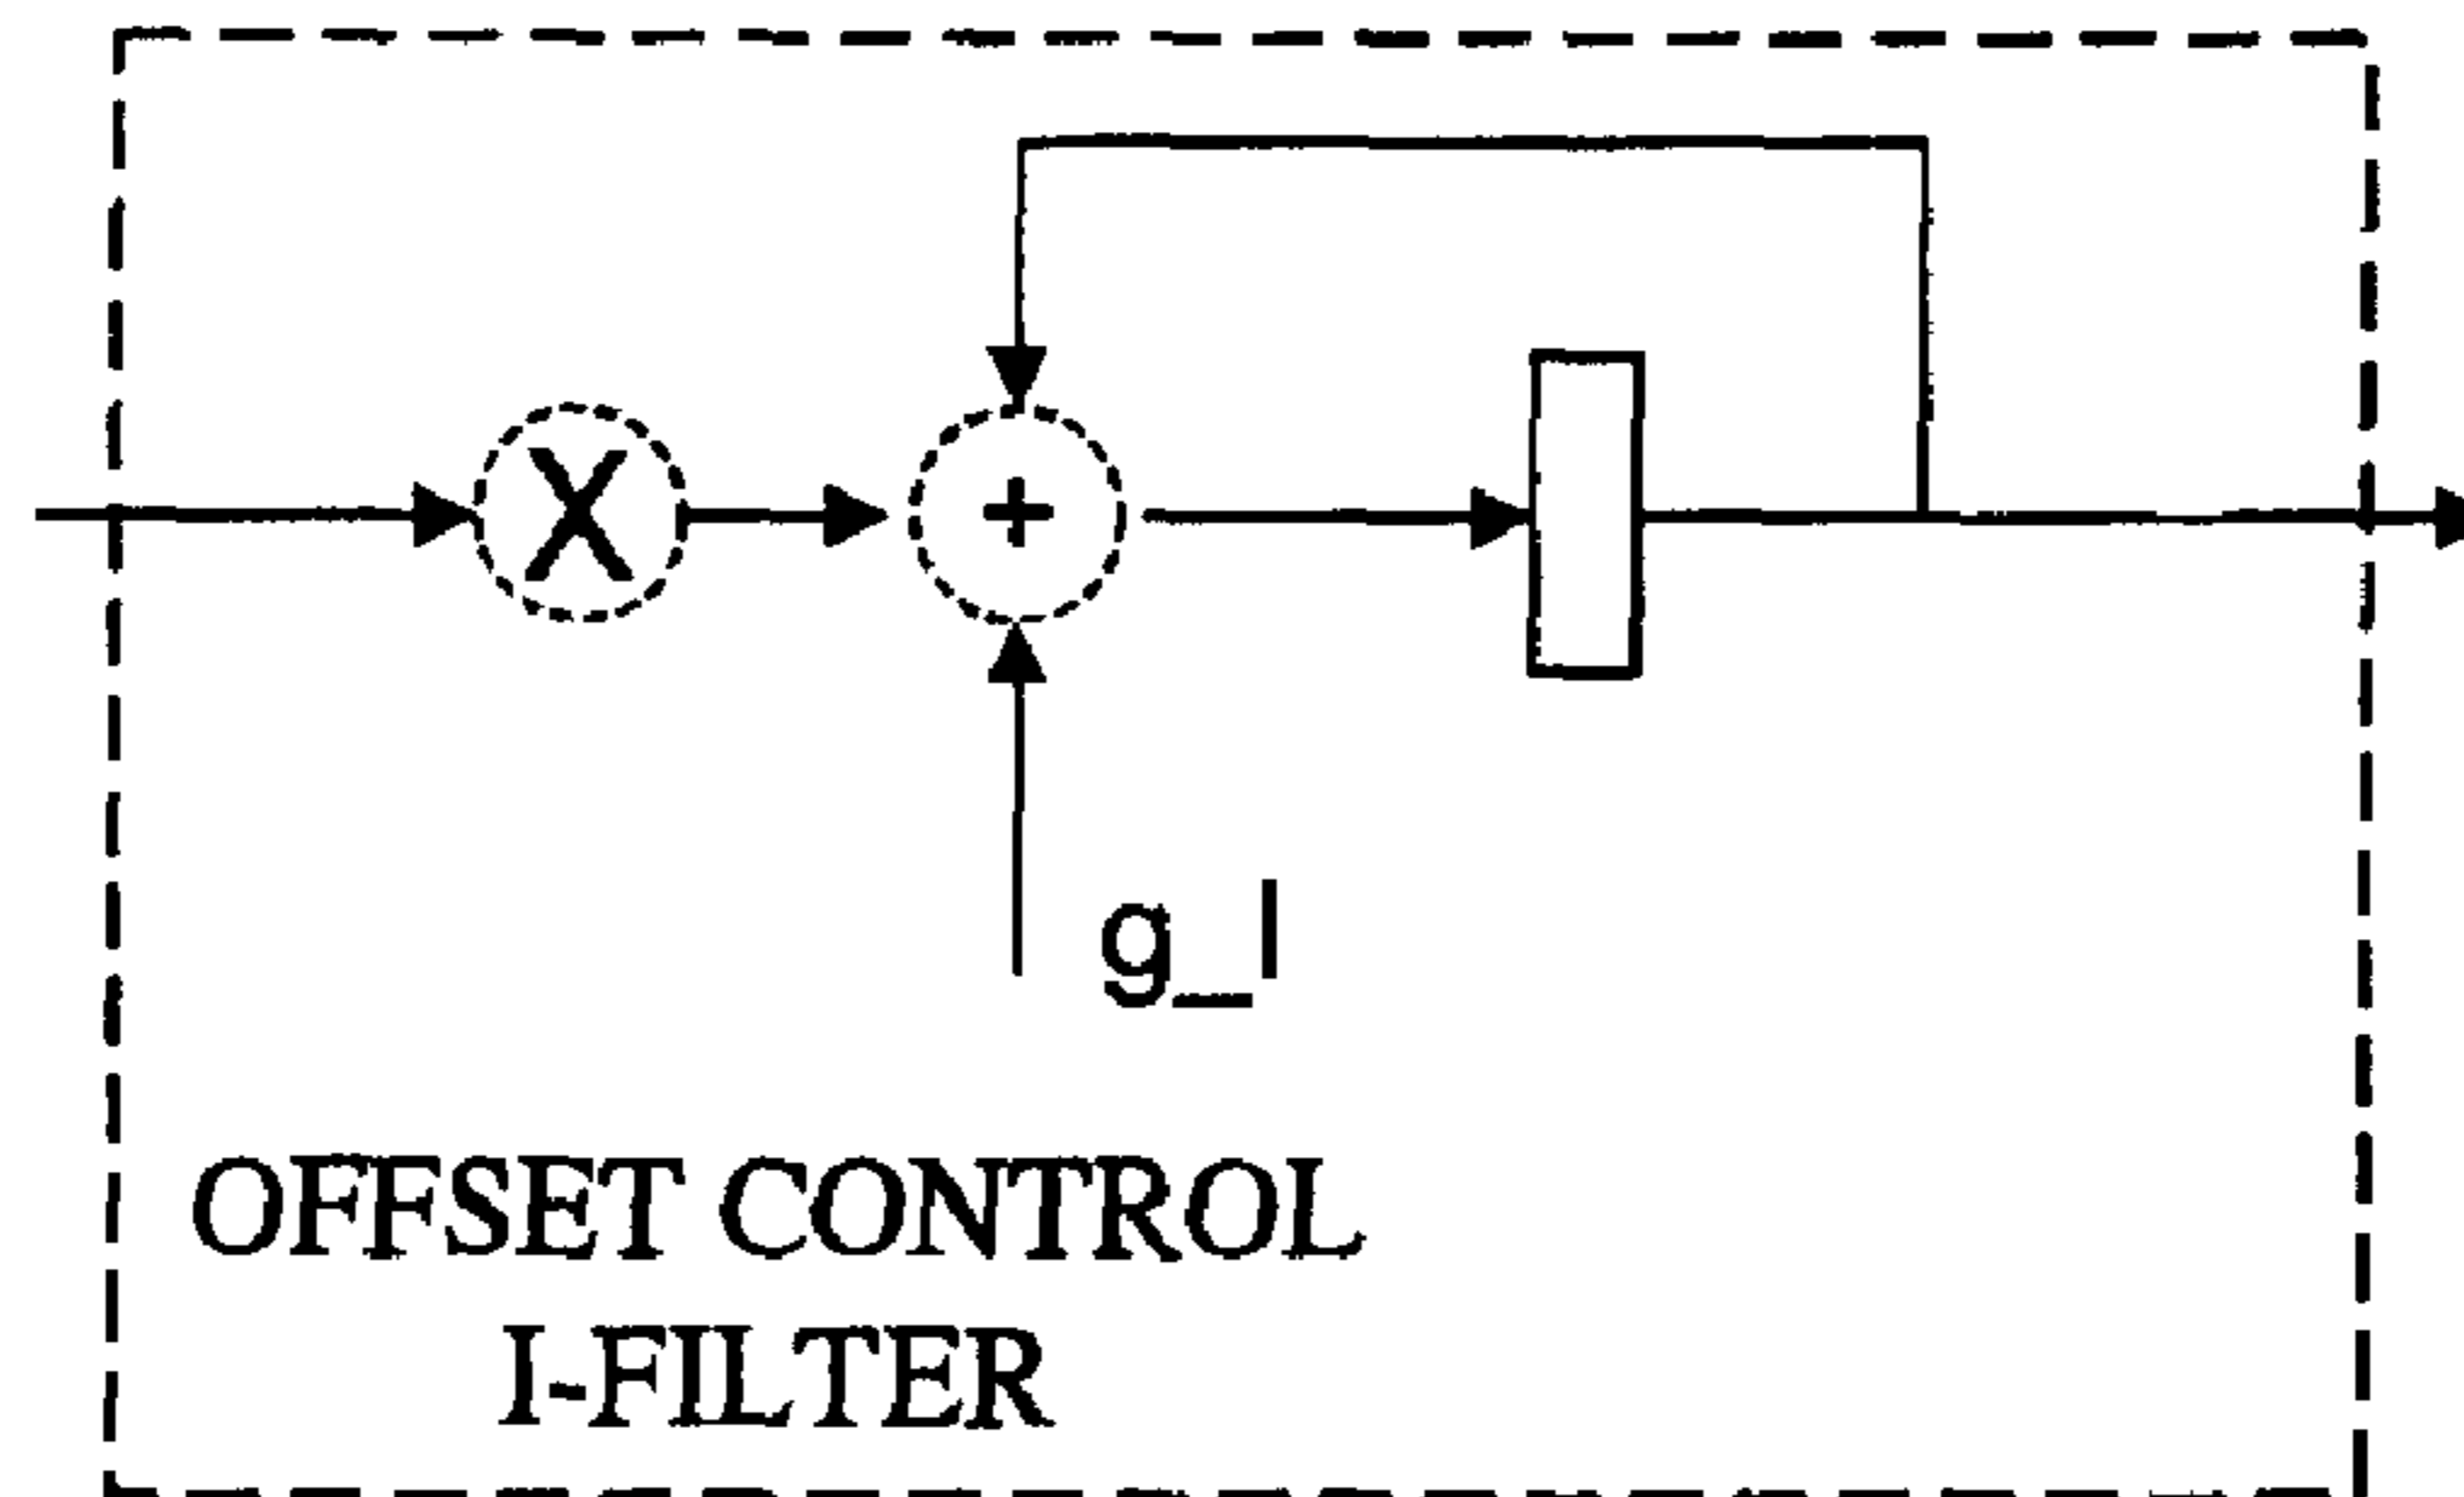 X
+
g_I
OFFSET CONTROL
I-FILTER